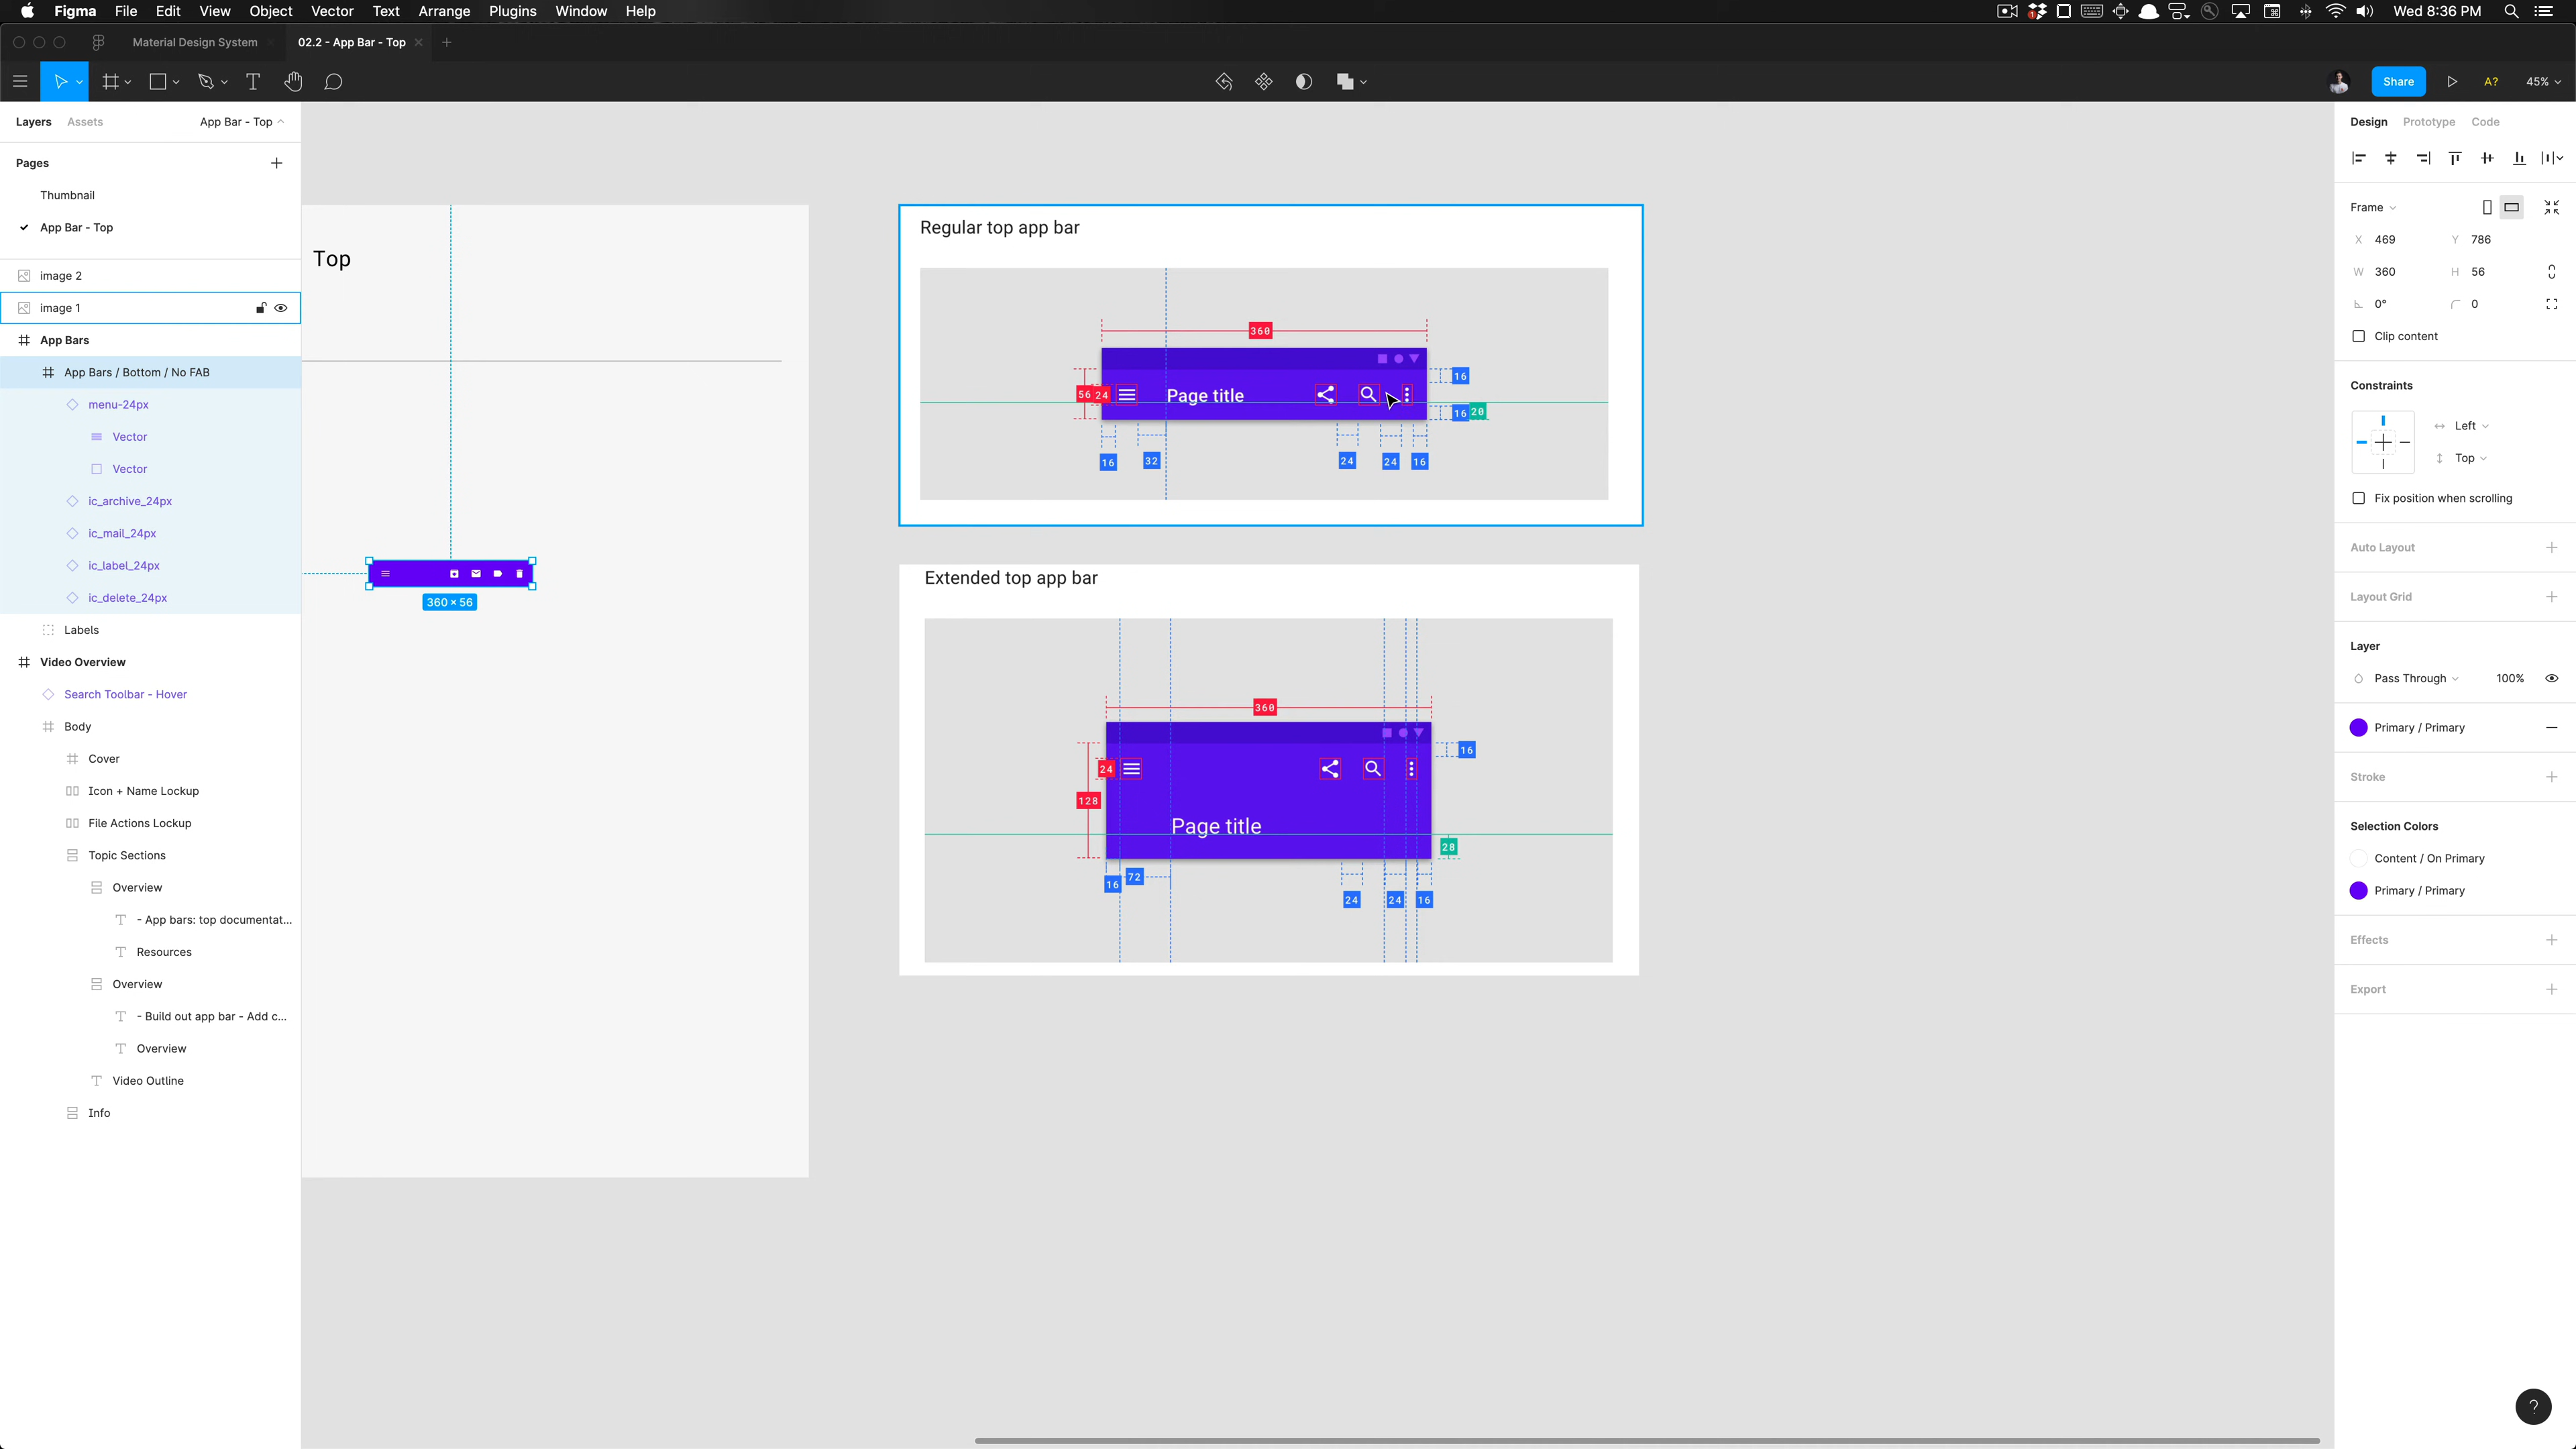 Figma File Edit View Object Vector Text Arrange Plugins Window Help
Wed 8:36 PM
Material Design System
02.2 - App Bar - Top
Share
A?
45%
Layers Assets App Bar - Top
Pages
Thumbnail
App Bar - Top
image 2
image 1
App Bars
App Bars / Bottom / No FAB
menu-24px
Vector
Vector
ic_archive_24px
ic_mail_24px
ic_label_24px
ic_delete_24px
Labels
Video Overview
Search Toolbar - Hover
Body
Cover
Icon + Name Lockup
File Actions Lockup
Topic Sections
Overview
- App bars: top documentat...
Resources
Overview
- Build out app bar - Add c...
Overview
Video Outline
Info
Top
360 × 56
Regular top app bar
360
16
56 24
Page title
16 20
16 32 24 24 16
Extended top app bar
360
16
24
128
Page title
28
16 72
24 24 16
Design Prototype Code
Frame
X 469 Y 786
W 360 H 56
0° 0
Clip content
Constraints
Left
Top
Fix position when scrolling
Auto Layout
Layout Grid
Layer
Pass Through 100%
Primary / Primary
Stroke
Selection Colors
Content / On Primary
Primary / Primary
Effects
Export
?